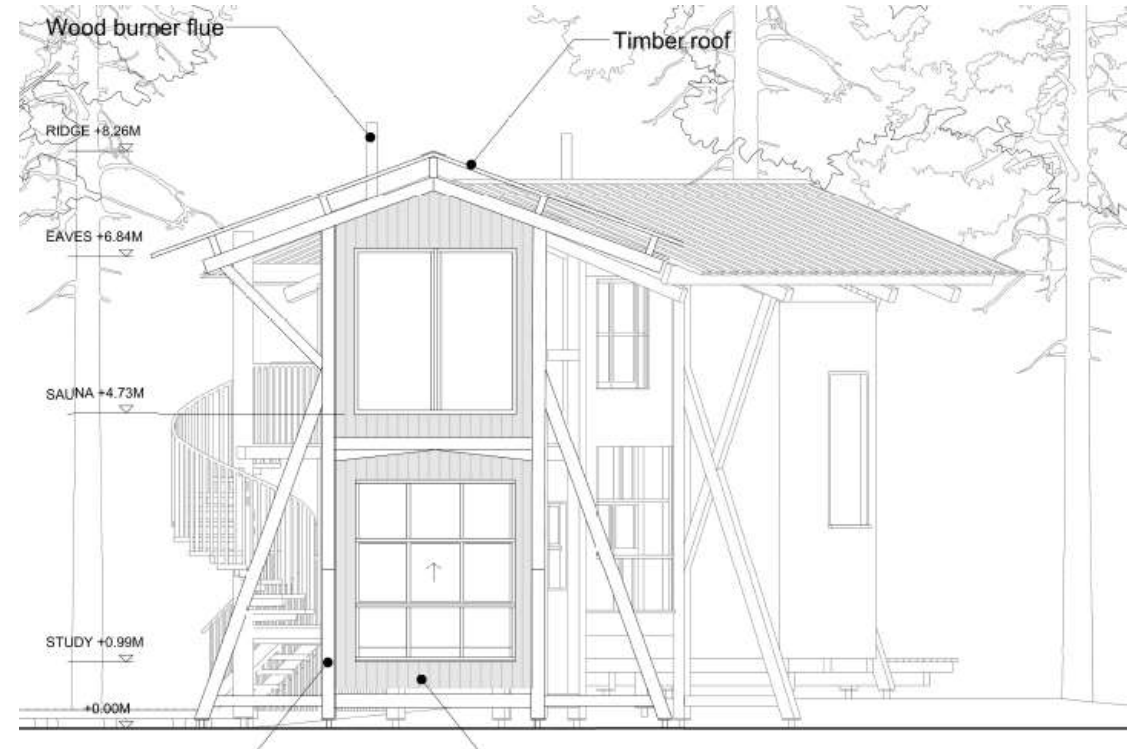 Wood burner flue
Timber roof
RIDGE +8.26M
EAVES +6.84M
SAUNA +4.73M
STUDY +0.99M
+0.00M